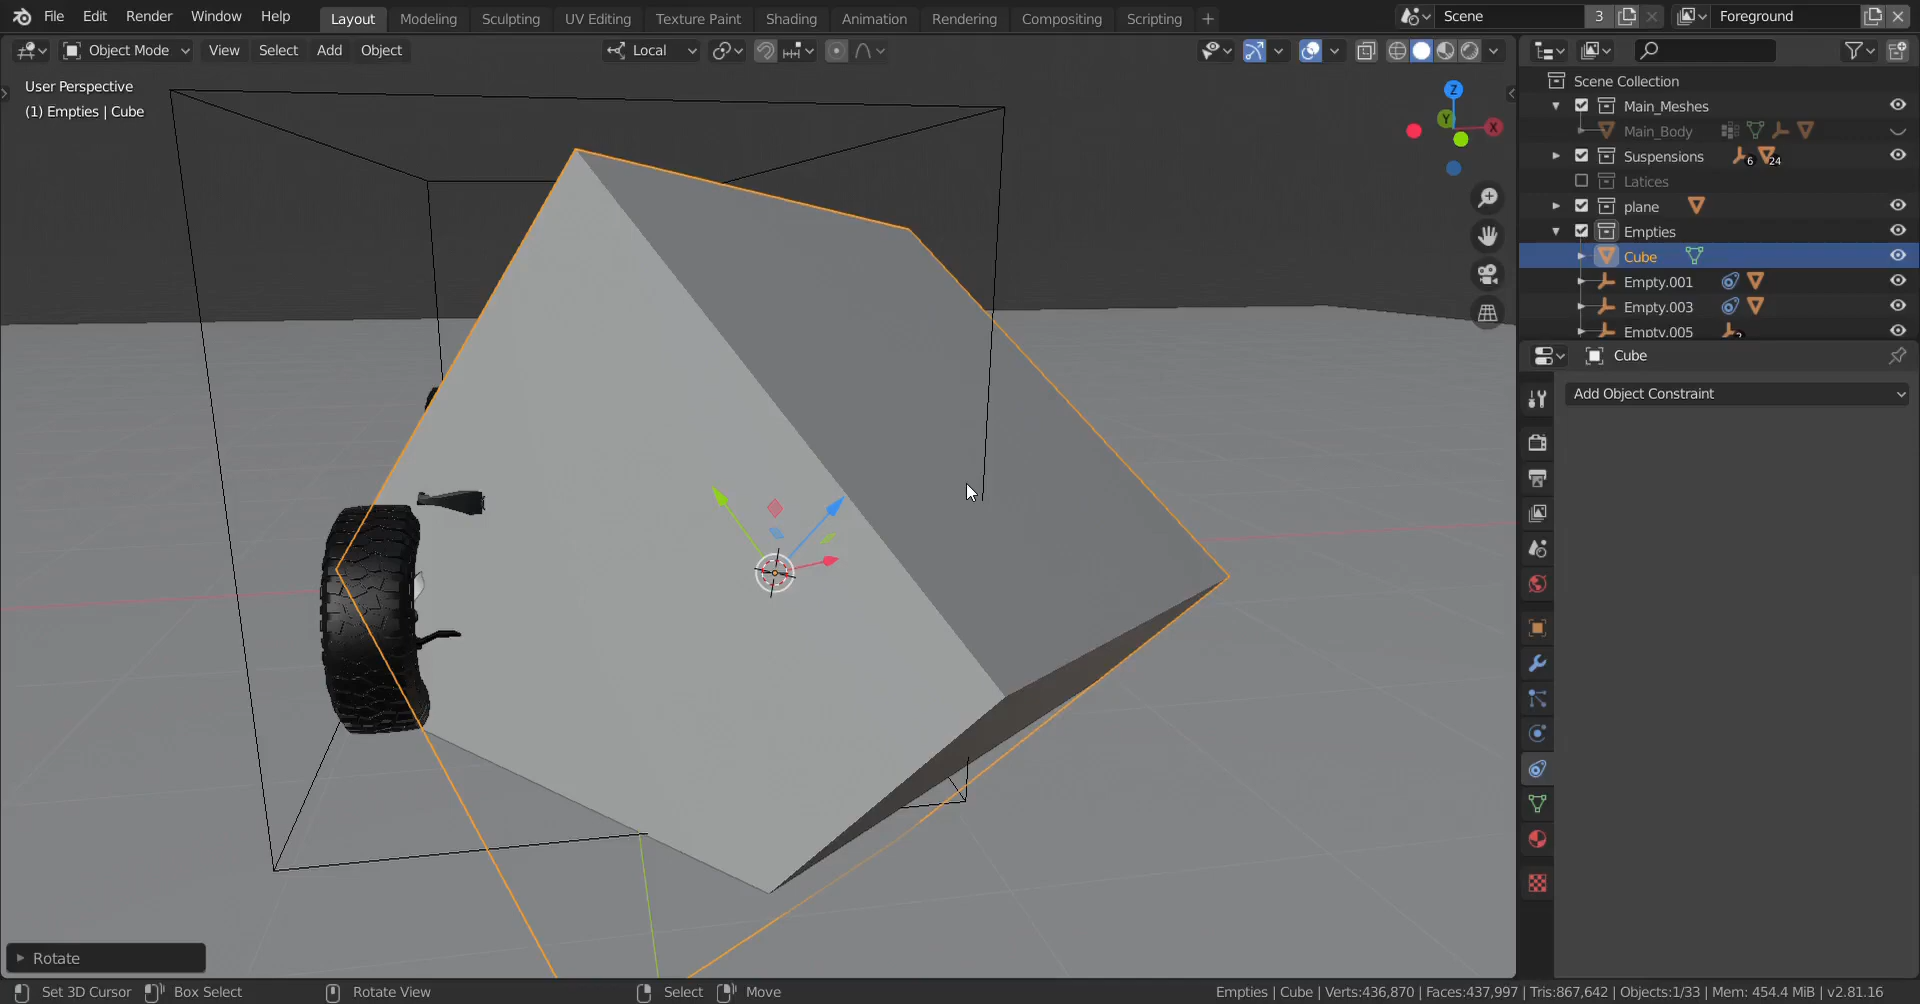 File Edit Render Window Help Layout Modeling Sculpting UV Editing Texture Paint Shading Animation Rendering Compositing Scripting + Scene 3 Foreground
Object Mode View Select Add Object Local
User Perspective
(1) Empties | Cube
Z
Y
X
Scene Collection
Main_Meshes
Main_Body
Suspensions 6 24
Latices
plane
Empties
Cube
Empty.001
Empty.003
Empty.005 2
Cube
Add Object Constraint
Rotate
Set 3D Cursor Box Select Rotate View Select Move Empties | Cube | Verts:436,870 | Faces:437,997 | Tris:867,642 | Objects:1/33 | Mem: 454.4 MiB | v2.81.16